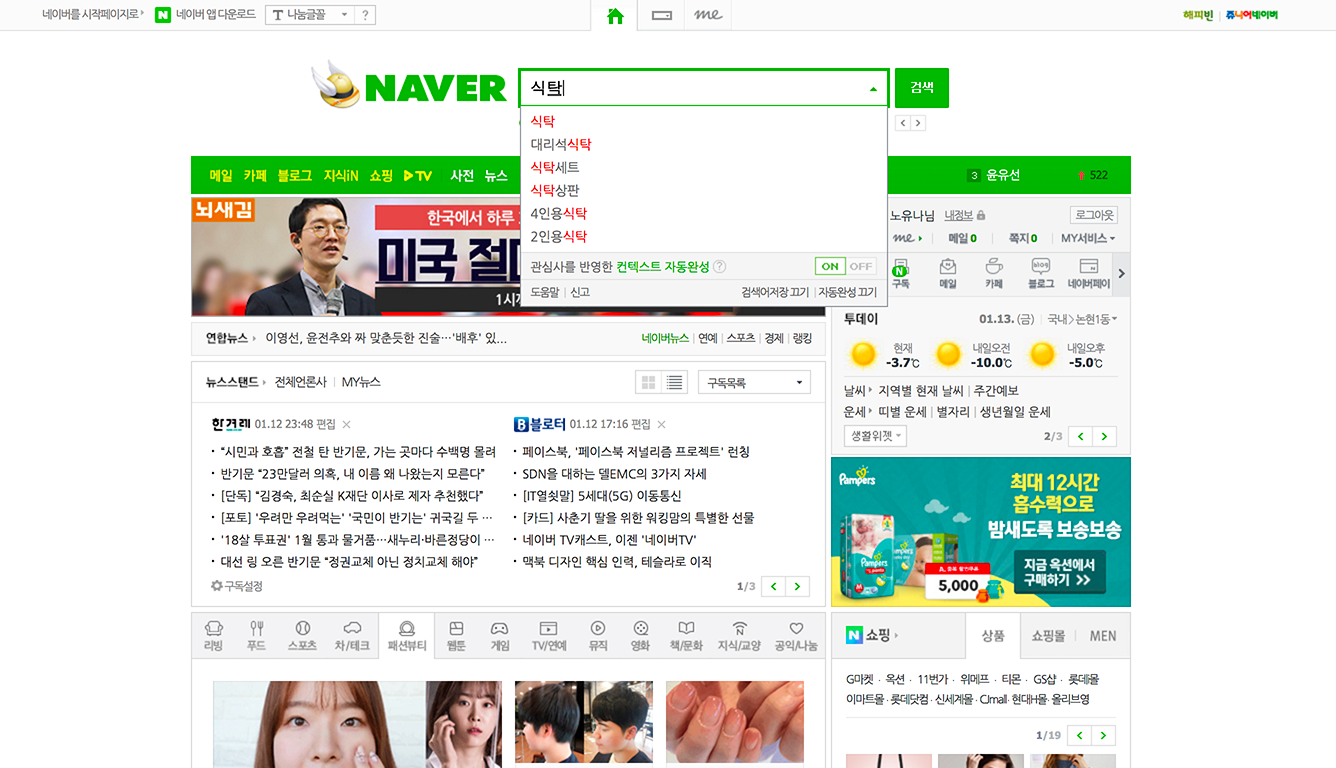 네이버를 시작페이지로
네이버 앱 다운로드
나눔글꼴
?
me
해피빈
쥬니어네이버
NAVER
식탁
검색
식탁
대리석식탁
식탁세트
식탁상판
4인용식탁
2인용식탁
관심사를 반영한 컨텍스트 자동완성 ?
ON OFF
도움말 | 신고
검색어저장 끄기 | 자동완성 끄기
메일 카페 블로그 지식iN 쇼핑 TV 사전 뉴스
3 윤유선 522
뇌새김
한국에서 하루
미국 절대
노유나님 내정보
로그아웃
me 메일 0 쪽지 0 MY서비스
구독 메일 카페 블로그 네이버페이
연합뉴스 이영선, 윤전주와 짜 맞춘듯한 진술…'배후' 있...
네이버뉴스 | 연예 | 스포츠 | 경제 | 랭킹
투데이 01.13. (금) 국내 > 논현1동
현재 -3.7℃
내일오전 -10.0℃
내일오후 -5.0℃
날씨 지역별 현재 날씨 | 주간예보
운세 띠별 운세 | 별자리 | 생년월일 운세
생활위젯 2/3
뉴스스탠드 전체언론사 | MY뉴스
구독목록
한겨레 01.12 23:48 편집
· “시민과 호흡” 전철 탄 반기문, 가는 곳마다 수백명 몰려
· 반기문 “23만달러 의혹, 내 이름 왜 나왔는지 모른다”
· [단독] “김경숙, 최순실 K재단 이사로 제자 추천했다”
· [포토] '우려만 우려먹는' '국민이 반기는' 귀국길 두 …
· '18살 투표권' 1월 통과 물거품…새누리·바른정당이 …
· 대선 링 오른 반기문 “정권교체 아닌 정치교체 해야”
B 블로터 01.12 17:16 편집
· 페이스북, '페이스북 저널리즘 프로젝트' 런칭
· SDN을 대하는 델EMC의 3가지 자세
· [IT열쇳말] 5세대(5G) 이동통신
· [카드] 사춘기 딸을 위한 워킹맘의 특별한 선물
· 네이버 TV캐스트, 이젠 '네이버TV'
· 맥북 디자인 핵심 인력, 테슬라로 이직
구독설정
1/3
Pampers
최대 12시간
흡수력으로
밤새도록 보송보송
Pampers
5,000
지금 옥션에서
구매하기 >>
리빙 푸드 스포츠 차/테크 패션뷰티 웹툰 게임 TV/연예 뮤직 영화 책/문화 지식/교양 공익/나눔
N 쇼핑 상품 쇼핑몰 MEN
G마켓 · 옥션 · 11번가 · 위메프 · 티몬 · GS샵 · 롯데몰
이마트몰 · 롯데닷컴 · 신세계몰 · CJmall · 현대H몰 · 올리브영
1/19